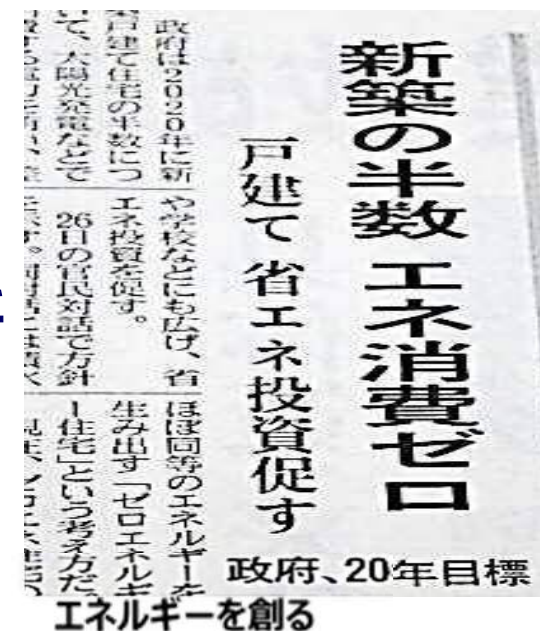 新築の半数 エネ消費ゼロ
戸建て 省エネ投資促す
政府、20年目標
政府は2020年に新
築戸建て住宅の半数につ
いて、太陽光発電などで
や学校などにも広げ、省
エネ投資を促す。
26日の官民対話で方針
ほぼ同等のエネルギーを
生み出す「ゼロエネルギ
ー住宅」という考え方だ。
エネルギーを創る